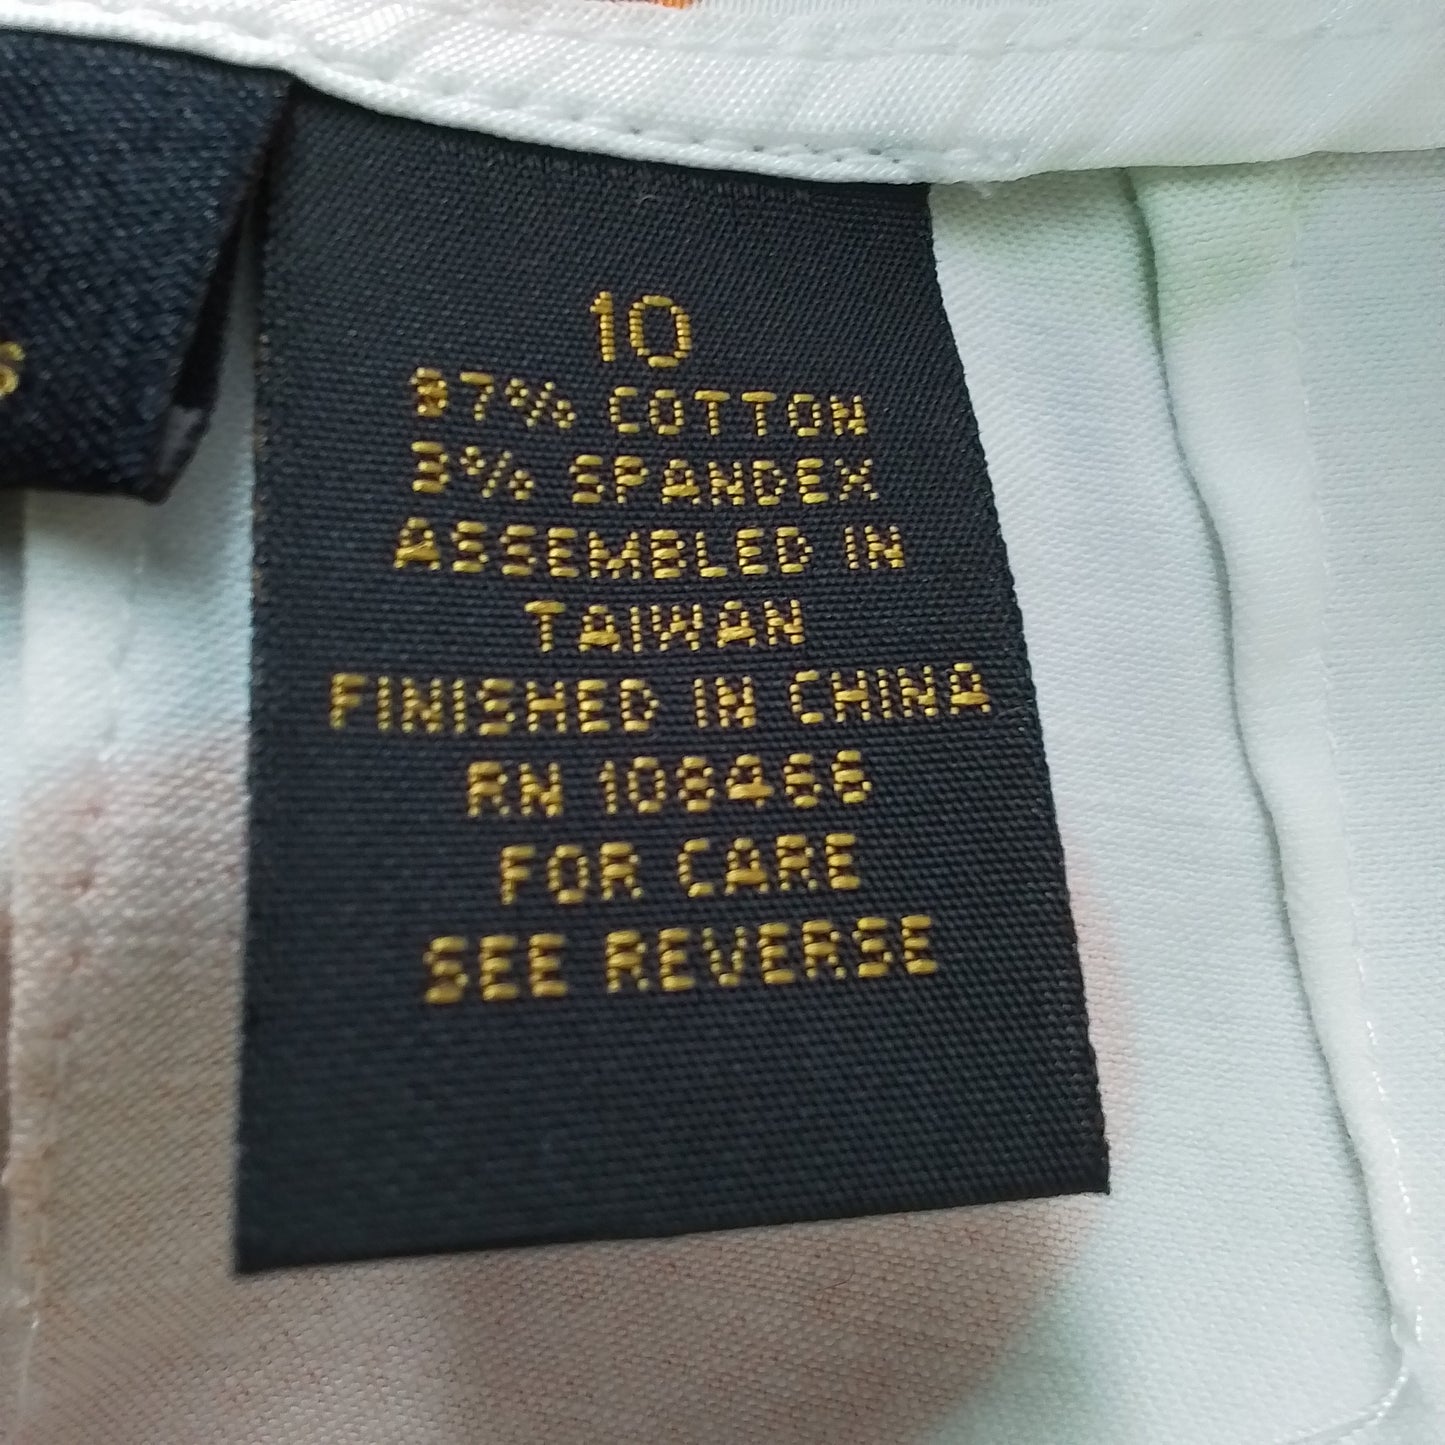 10
97% COTTON
3% SPANDEX
ASSEMBLED IN
TAIWAN
FINISHED IN CHINA
RN 108466
FOR CARE
SEE REVERSE